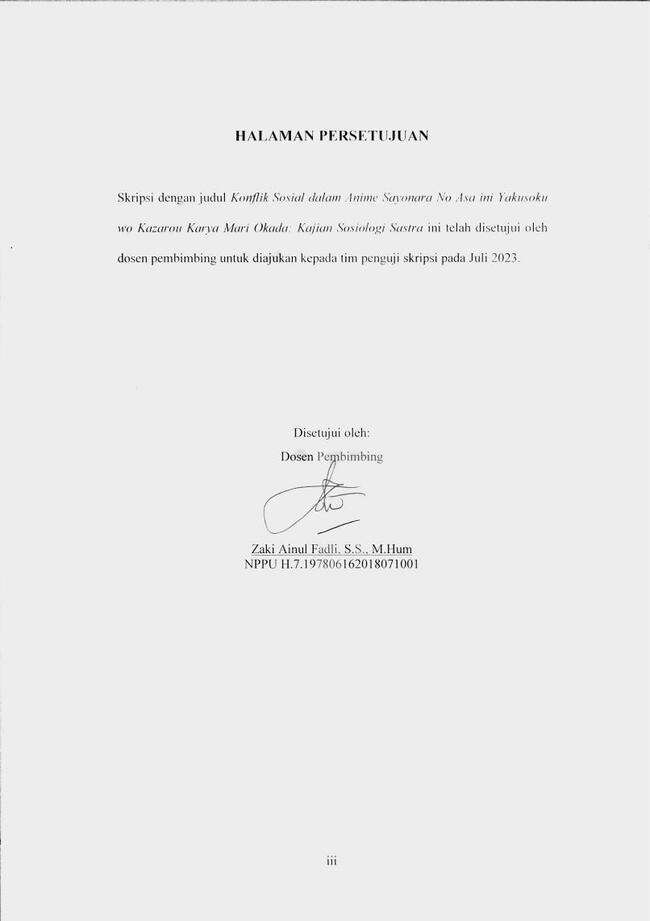 HALAMAN PERSETUJUAN
Skripsi dengan judul Konflik Sosial dalam Anime Sayonara No Asa ini Yakusoku
wo Kazarou Karya Mari Okada: Kajian Sosiologi Sastra ini telah disetujui oleh
dosen pembimbing untuk diajukan kepada tim penguji skripsi pada Juli 2023.
Disetujui oleh:
Dosen Pembimbing
Zaki Ainul Fadli, S.S., M.Hum
NPPU H.7.197806162018071001
iii